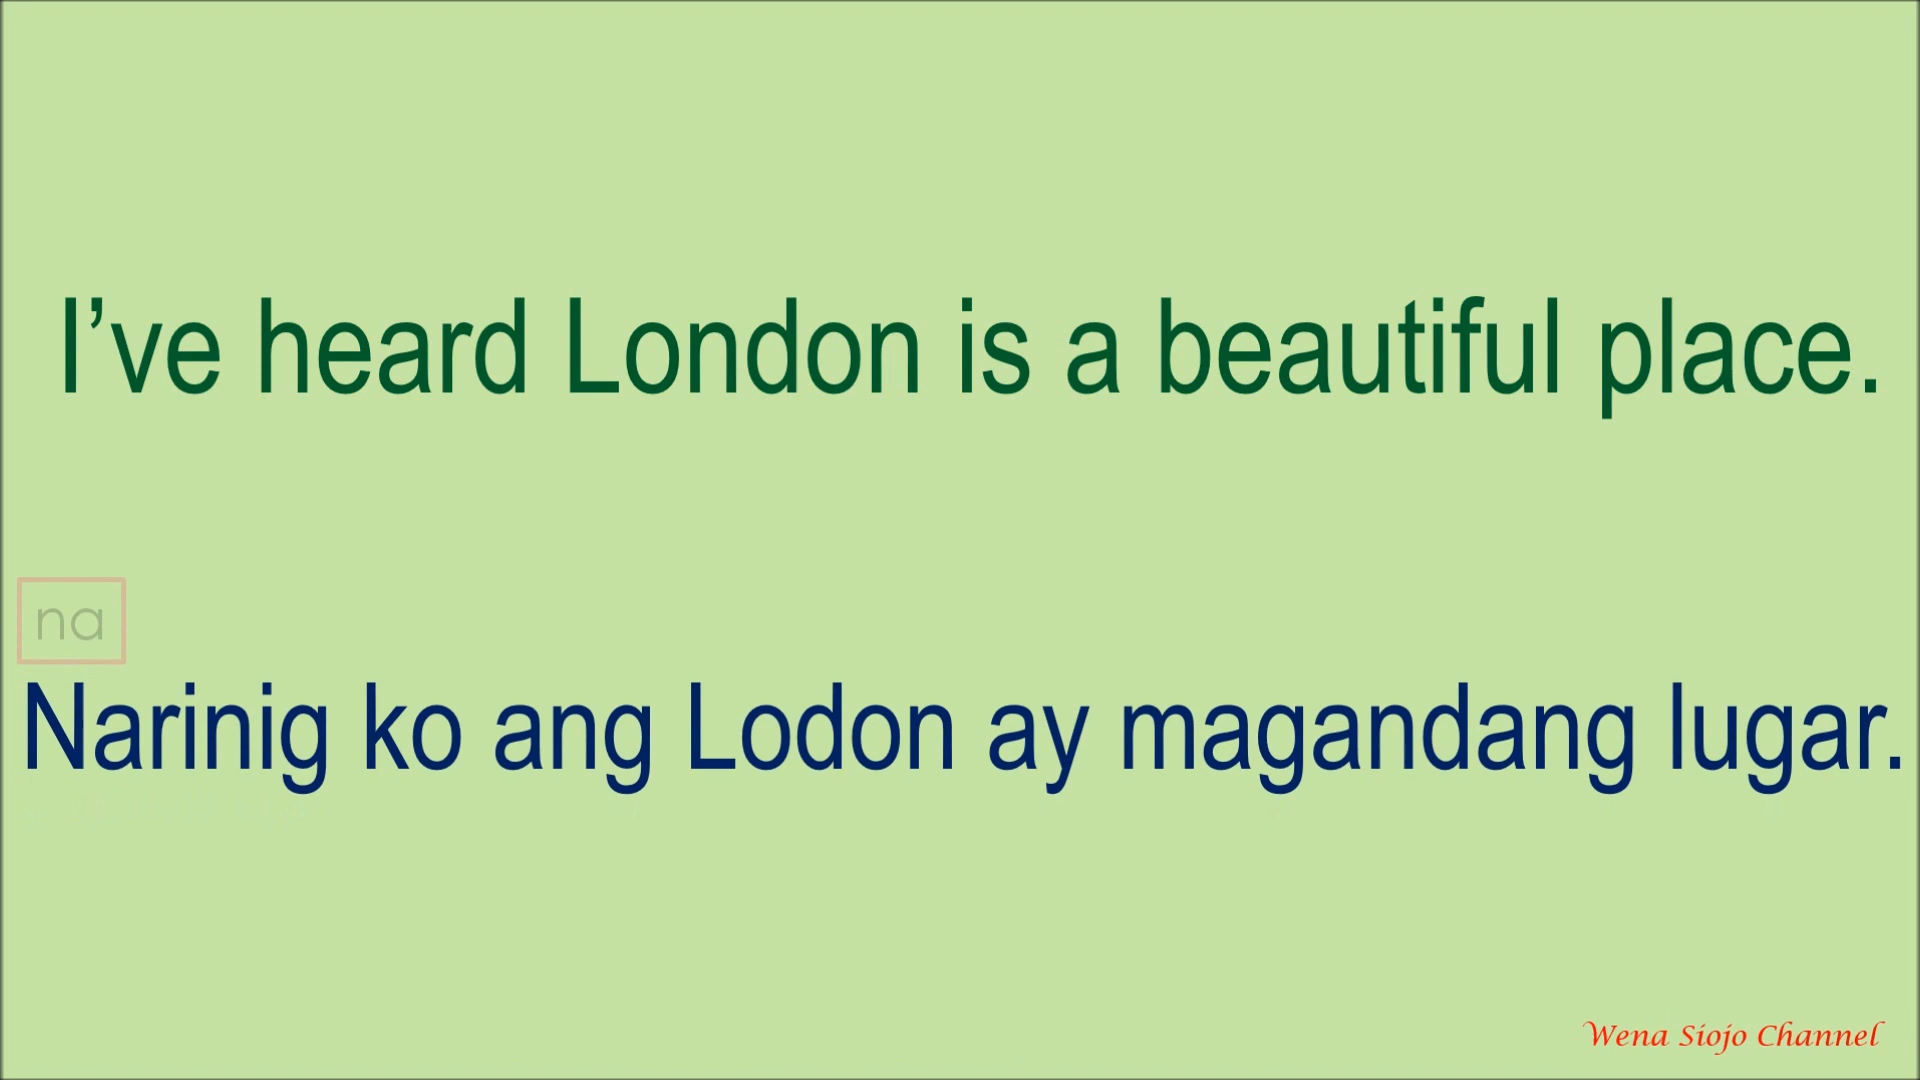 I’ve heard London is a beautiful place.
na
Narinig ko ang Lodon ay magandang lugar.
Wena Siojo Channel